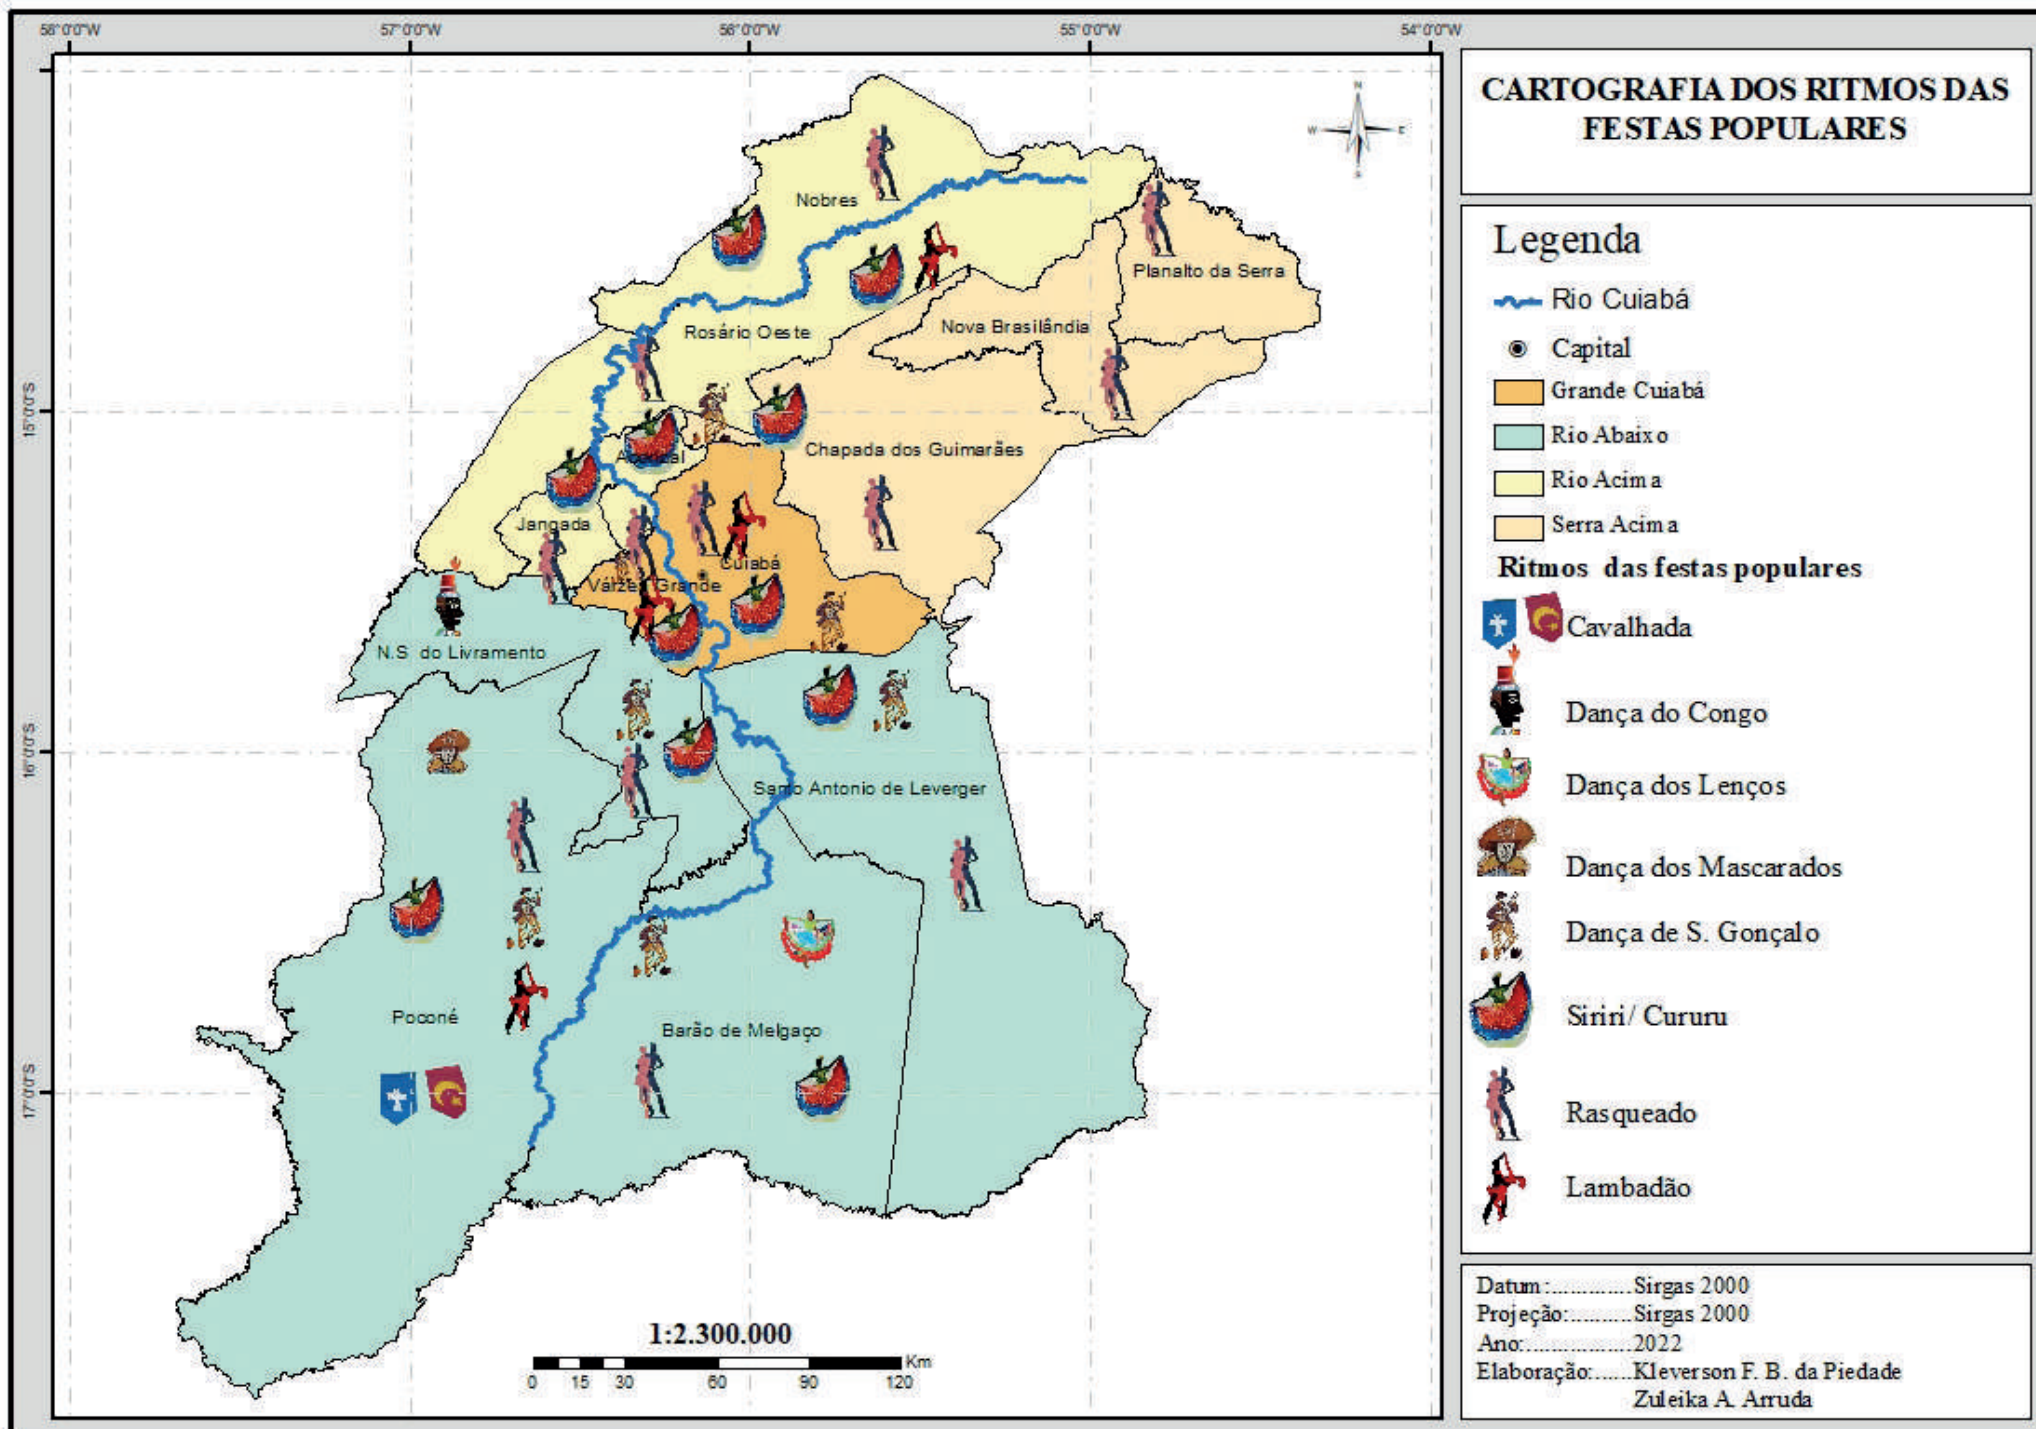 58°0'0"W
57°0'0"W
56°0'0"W
55°0'0"W
54°0'0"W
15°0'0"S
16°0'0"S
17°0'0"S
N
W
E
S
Nobres
Planalto da Serra
Nova Brasilândia
Rosário Oeste
Chapada dos Guimarães
Jangada
Cuiabá
Várzea Grande
N.S. do Livramento
Santo Antonio de Leverger
Poconé
Barão de Melgaço
1:2.300.000
Km
0 15 30 60 90 120
CARTOGRAFIA DOS RITMOS DAS
FESTAS POPULARES
Legenda
Rio Cuiabá
Capital
Grande Cuiabá
Rio Abaixo
Rio Acima
Serra Acima
Ritmos das festas populares
Cavalhada
Dança do Congo
Dança dos Lenços
Dança dos Mascarados
Dança de S. Gonçalo
Siriri/ Cururu
Rasqueado
Lambadão
Datum:............Sirgas 2000
Projeção:..........Sirgas 2000
Ano:.................2022
Elaboração:......Kleverson F. B. da Piedade
Zuleika A. Arruda